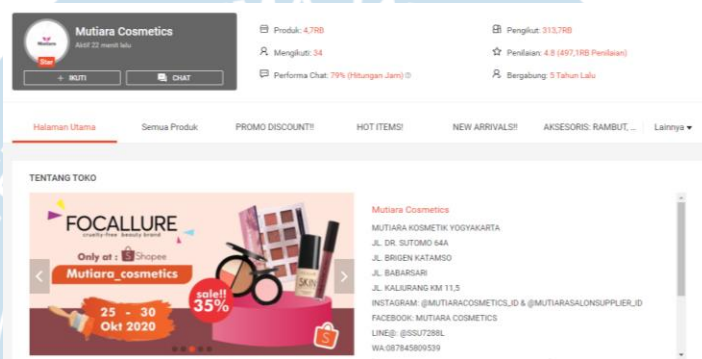 Mutiara Cosmetics
Aktif 22 menit lalu
Mutiara
Star
+ IKUTI
CHAT
Produk: 4,7RB
Mengikuti: 34
Performa Chat: 79% (Hitungan Jam)
Pengikut: 313,7RB
Penilaian: 4.8 (497,1RB Penilaian)
Bergabung: 5 Tahun Lalu
Halaman Utama
Semua Produk
PROMO DISCOUNT!!
HOT ITEMS!
NEW ARRIVALS!!
AKSESORIS: RAMBUT, ...
Lainnya
TENTANG TOKO
FOCALLURE
cruelty-free beauty brand
Only at : Shopee
Mutiara_cosmetics
25 - 30
Okt 2020
sale!!
35%
SKIN
Mutiara Cosmetics
MUTIARA KOSMETIK YOGYAKARTA
JL. DR. SUTOMO 64A
JL. BRIGEN KATAMSO
JL. BABARSARI
JL. KALIURANG KM 11,5
INSTAGRAM: @MUTIARACOSMETICS_ID & @MUTIARASALONSUPPLIER_ID
FACEBOOK: MUTIARA COSMETICS
LINE@: @SSU7288L
WA:087845809539